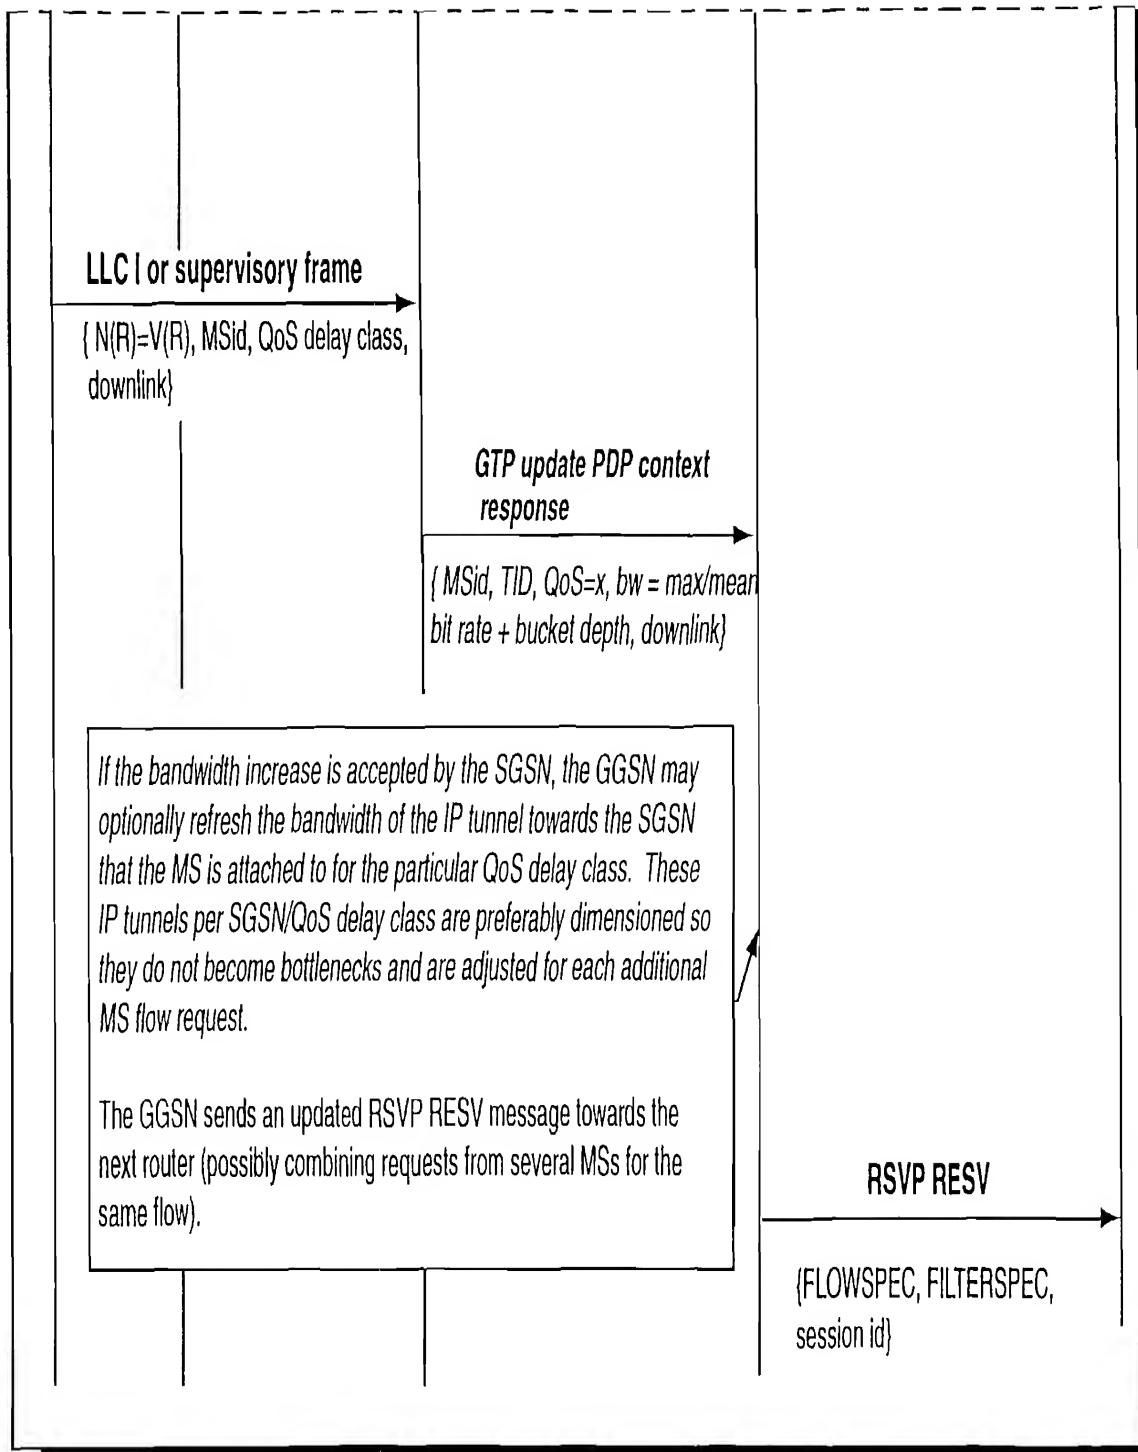 LLC I or supervisory frame
{ N(R)=V(R), MSid, QoS delay class,
downlink}
GTP update PDP context
response
{ MSid, TID, QoS=x, bw = max/mean
bit rate + bucket depth, downlink}
If the bandwidth increase is accepted by the SGSN, the GGSN may
optionally refresh the bandwidth of the IP tunnel towards the SGSN
that the MS is attached to for the particular QoS delay class. These
IP tunnels per SGSN/QoS delay class are preferably dimensioned so
they do not become bottlenecks and are adjusted for each additional
MS flow request.
The GGSN sends an updated RSVP RESV message towards the
next router (possibly combining requests from several MSs for the
same flow).
RSVP RESV
{FLOWSPEC, FILTERSPEC,
session id}